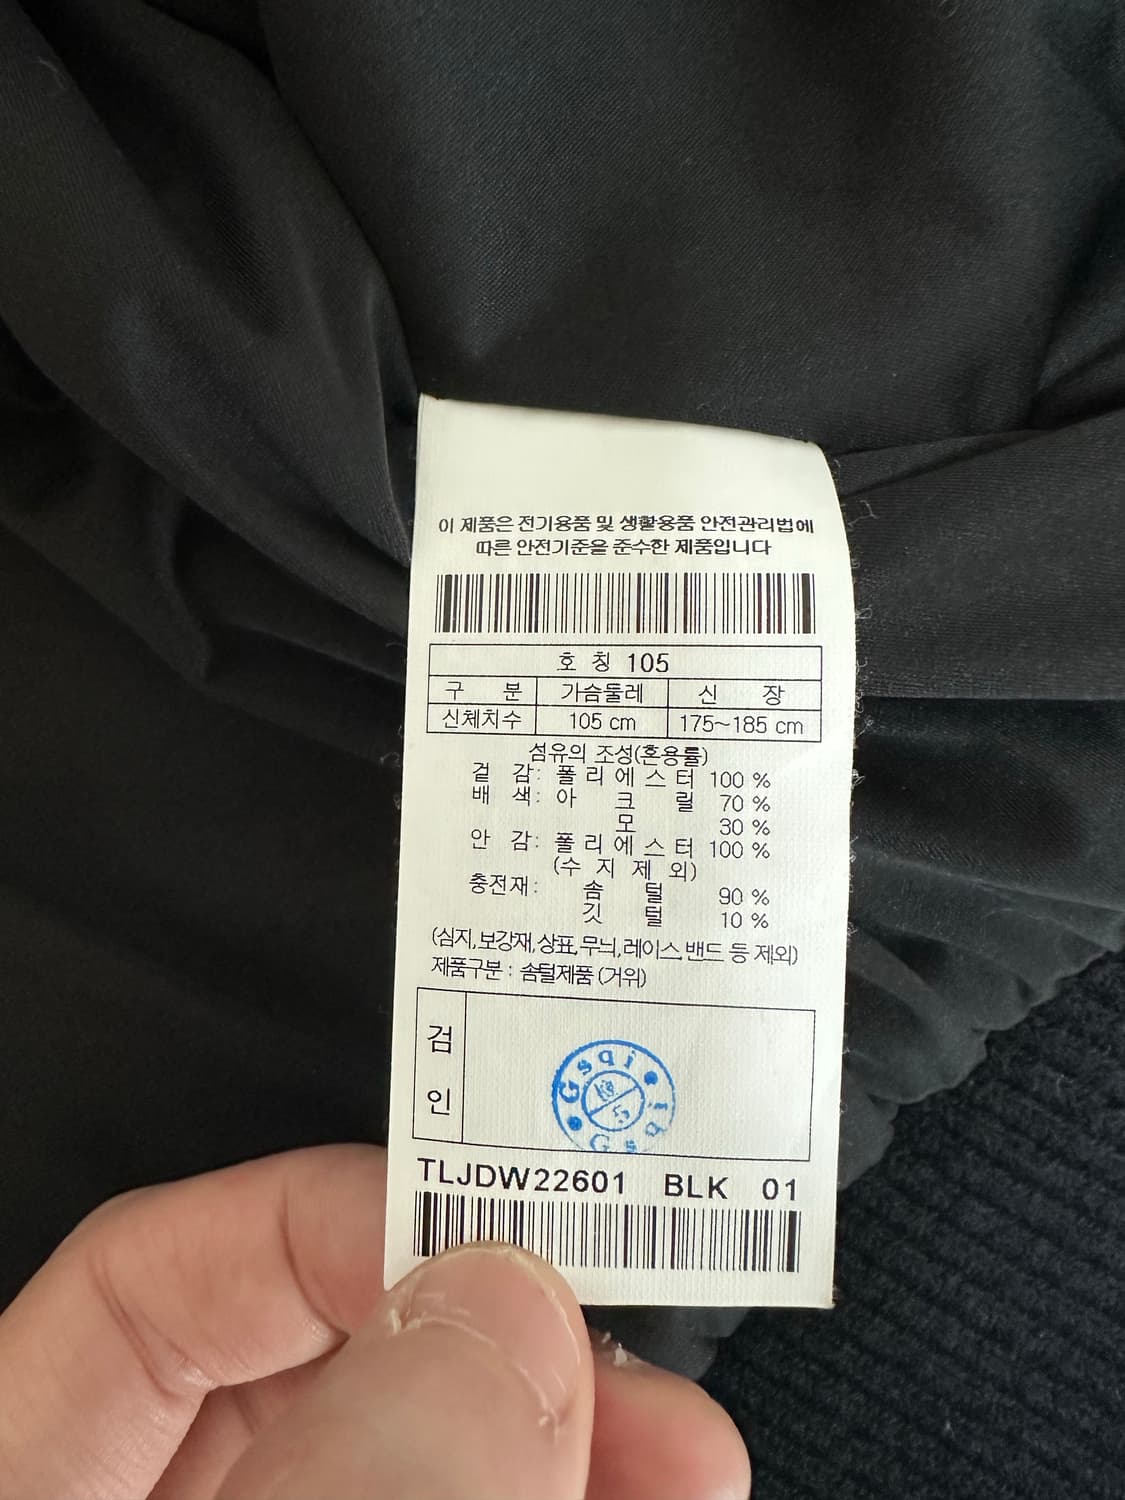 이 제품은 전기용품 및 생활용품 안전관리법에
따른 안전기준을 준수한 제품입니다
호 칭 105
구 분 가슴둘레 신 장
신체치수 105 cm 175~185 cm
섬유의 조성(혼용률)
겉 감: 폴리에스터 100 %
배 색: 아 크 릴 70 %
모 30 %
안 감: 폴리에스터 100 %
(수 지 제 외)
충전재: 솜 털 90 %
깃 털 10 %
(심지,보강재,상표,무늬,레이스,밴드 등 제외)
제품구분 : 솜털제품 (거위)
검
인
Gsqi
5
TLJDW22601 BLK 01